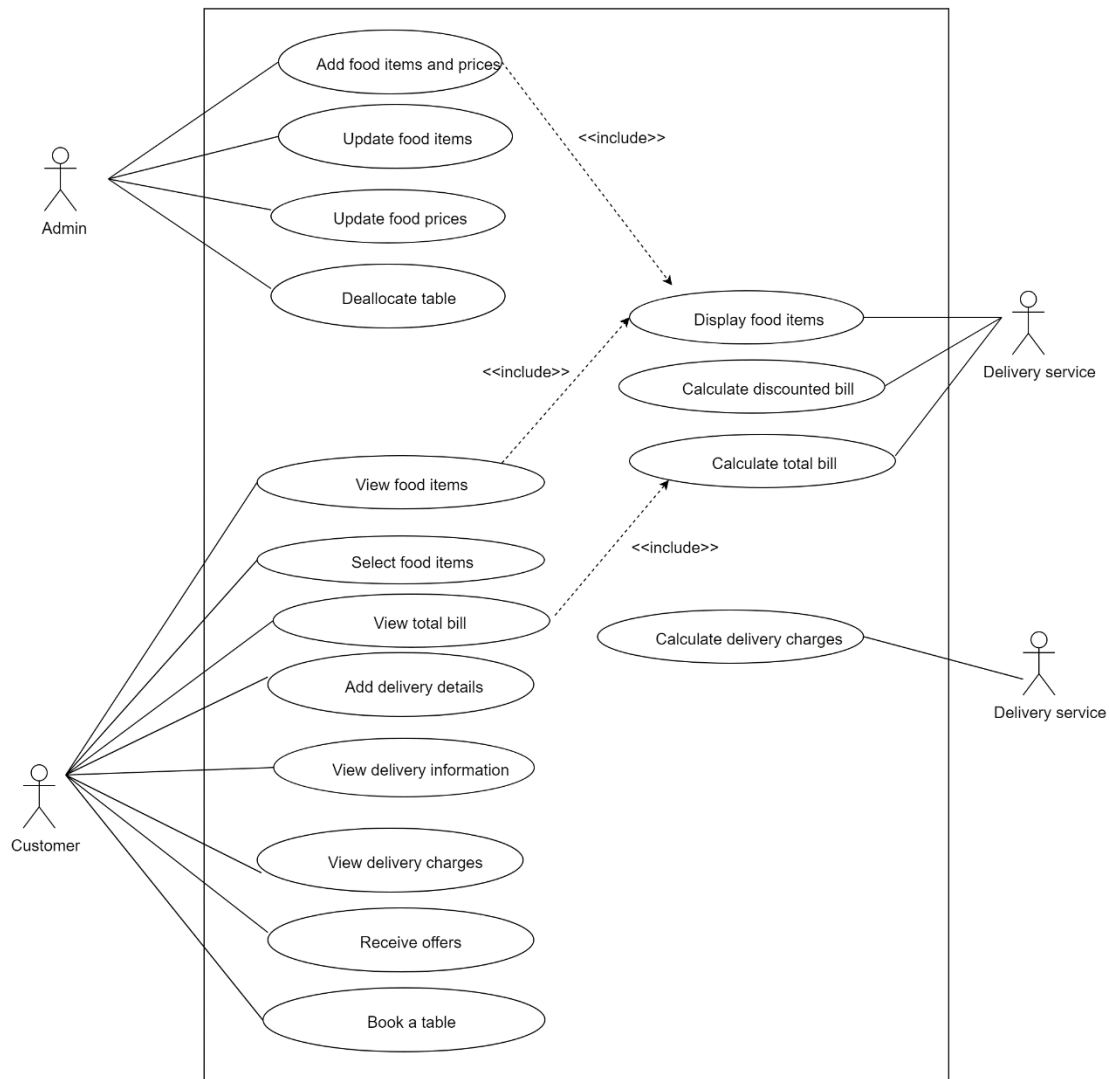 Add food items and prices
<<include>>
Update food items
Admin
Update food prices
Deallocate table
Display food items
Delivery service
<<include>>
Calculate discounted bill
Calculate total bill
View food items
<<include>>
Select food items
View total bill
Calculate delivery charges
Add delivery details
Delivery service
View delivery information
Customer
View delivery charges
Receive offers
Book a table